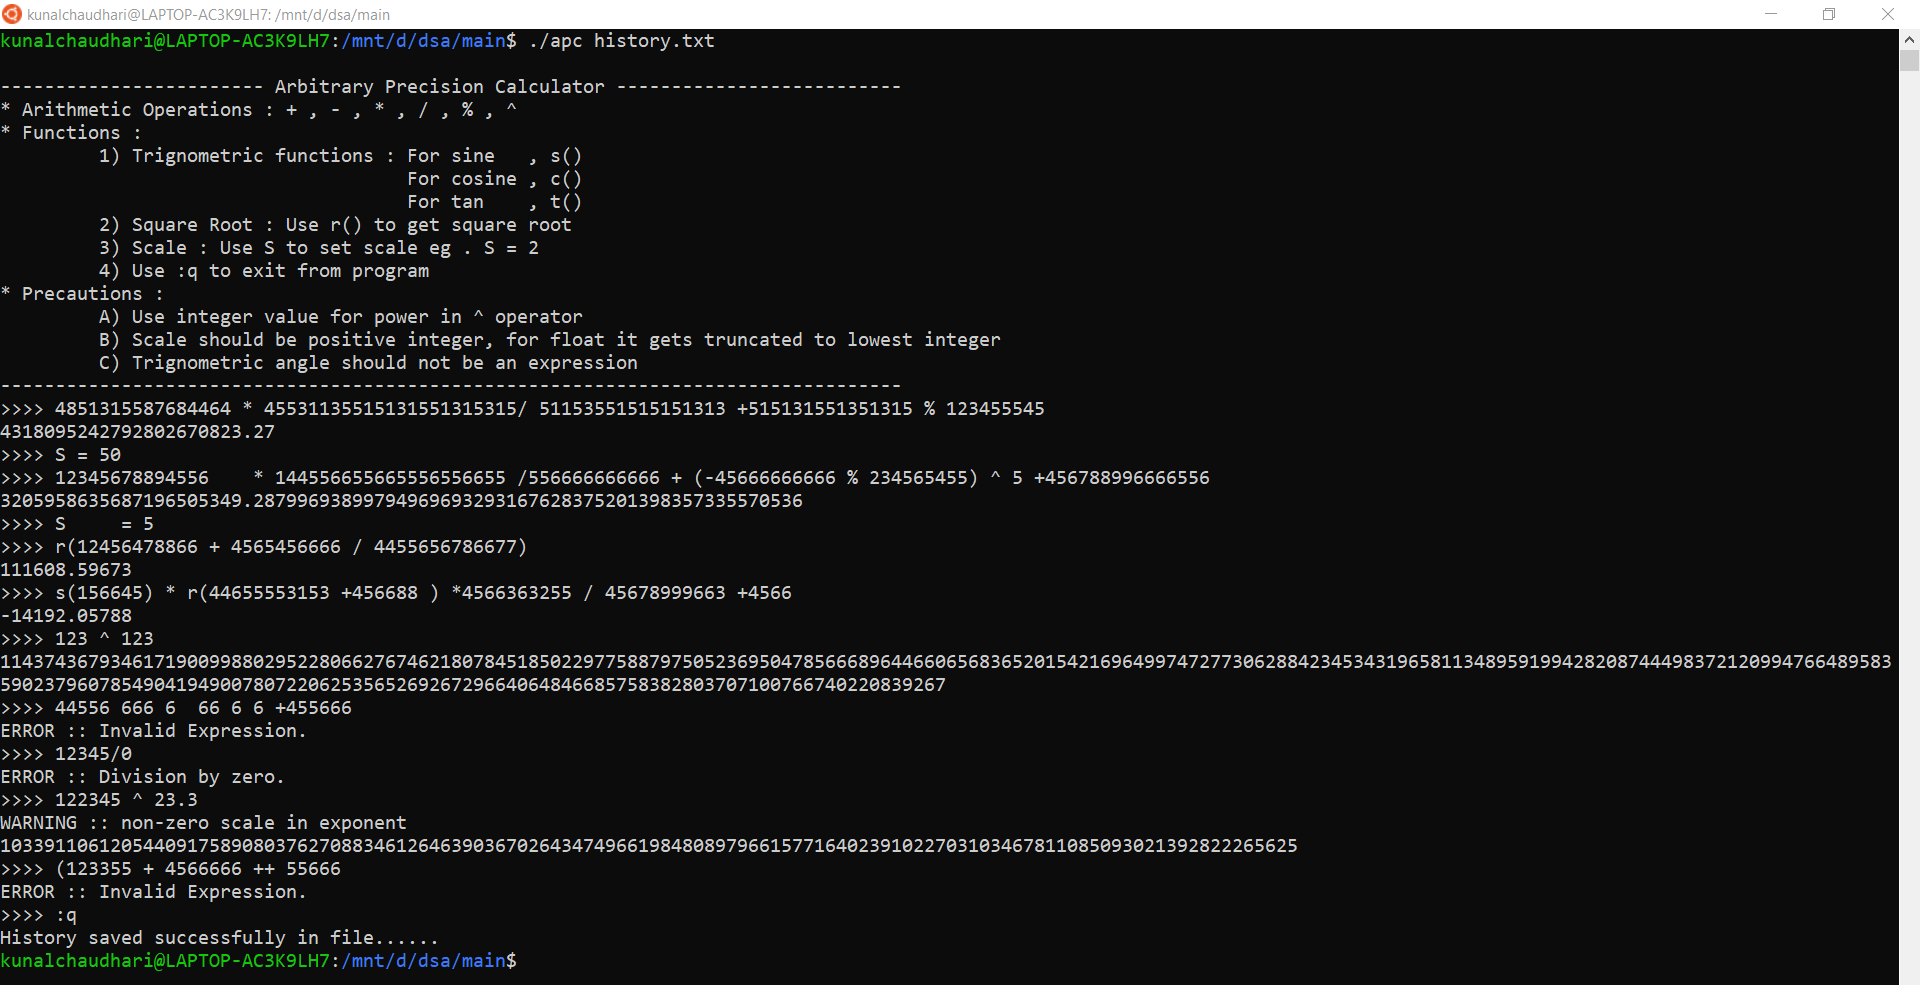 kunalchaudhari@LAPTOP-AC3K9LH7: /mnt/d/dsa/main
kunalchaudhari@LAPTOP-AC3K9LH7:/mnt/d/dsa/main$ ./apc history.txt
------------------------ Arbitrary Precision Calculator --------------------------
* Arithmetic Operations : + , - , * , / , % , ^
* Functions :
         1) Trignometric functions : For sine   , s()
                                     For cosine , c()
                                     For tan    , t()
         2) Square Root : Use r() to get square root
         3) Scale : Use S to set scale eg . S = 2
         4) Use :q to exit from program
* Precautions :
         A) Use integer value for power in ^ operator
         B) Scale should be positive integer, for float it gets truncated to lowest integer
         C) Trignometric angle should not be an expression
----------------------------------------------------------------------------------
>>>> 4851315587684464 * 45531135515131551315315/ 51153551515151313 +515131551351315 % 123455545
4318095242792802670823.27
>>>> S = 50
>>>> 12345678894556    * 144556655665556556655 /556666666666 + (-45666666666 % 234565455) ^ 5 +456788996666556
3205958635687196505349.28799693899794969693293167628375201398357335570536
>>>> S     = 5
>>>> r(12456478866 + 4565456666 / 4455656786677)
111608.59673
>>>> s(156645) * r(44655553153 +456688 ) *4566363255 / 45678999663 +4566
-14192.05788
>>>> 123 ^ 123
1143743679346171900998802952280662767462180784518502297758879750523695047856668964466065683652015421696499747277306288423453431965811348959199428208744498372120994766489583
59023796078549041949007807220625356526926729664064846685758382803707100766740220839267
>>>> 44556 666 6  66 6 6 +455666
ERROR :: Invalid Expression.
>>>> 12345/0
ERROR :: Division by zero.
>>>> 122345 ^ 23.3
WARNING :: non-zero scale in exponent
1033911061205440917589080376270883461264639036702643474966198480897966157716402391022703103467811085093021392822265625
>>>> (123355 + 4566666 ++ 55666
ERROR :: Invalid Expression.
>>>> :q
History saved successfully in file......
kunalchaudhari@LAPTOP-AC3K9LH7:/mnt/d/dsa/main$